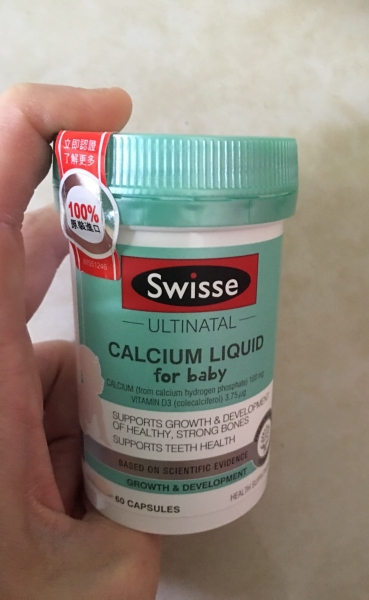 立即認證
了解更多
100%
原裝進口
Swisse
ULTINATAL
CALCIUM LIQUID
for baby
CALCIUM (from calcium hydrogen phosphate) 100mg
VITAMIN D3 (colecalciferol) 3.75µg
SUPPORTS GROWTH & DEVELOPMENT
OF HEALTHY, STRONG BONES
SUPPORTS TEETH HEALTH
BASED ON SCIENTIFIC EVIDENCE
GROWTH & DEVELOPMENT
60 CAPSULES
HEALTH